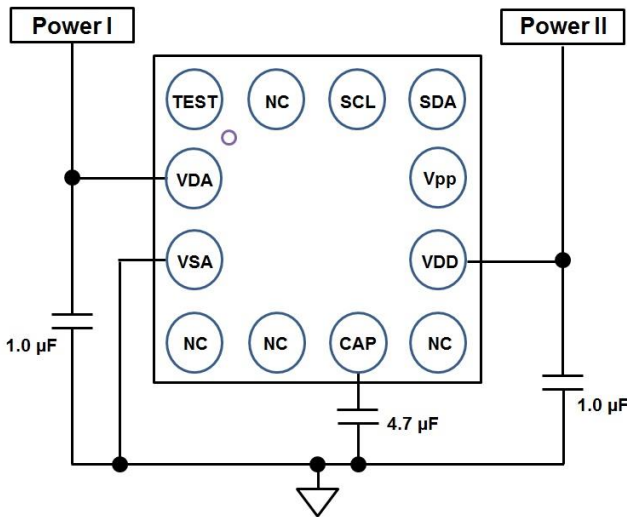 Power I
Power II
TEST
NC
SCL
SDA
VDA
Vpp
VSA
VDD
NC
NC
CAP
NC
1.0 µF
4.7 µF
1.0 µF